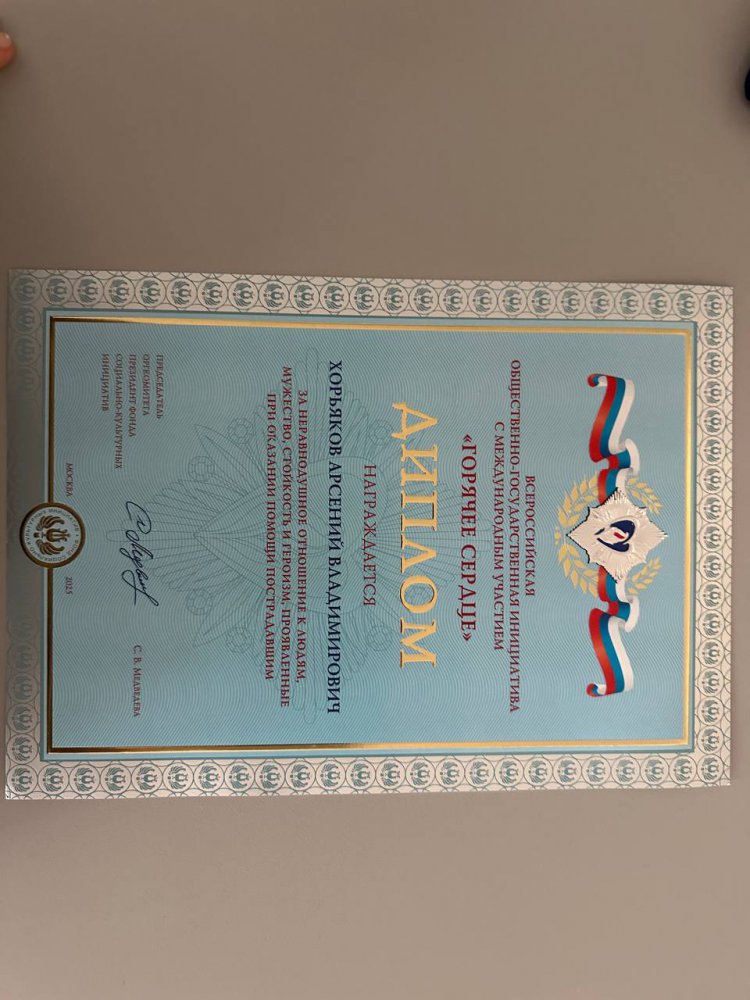 ВСЕРОССИЙСКАЯ
ОБЩЕСТВЕННО-ГОСУДАРСТВЕННАЯ ИНИЦИАТИВА
С МЕЖДУНАРОДНЫМ УЧАСТИЕМ
«ГОРЯЧЕЕ СЕРДЦЕ»
ДИПЛОМ
НАГРАЖДАЕТСЯ
ХОРЬЯКОВ АРСЕНИЙ ВЛАДИМИРОВИЧ
ЗА НЕРАВНОДУШНОЕ ОТНОШЕНИЕ К ЛЮДЯМ,
МУЖЕСТВО, СТОЙКОСТЬ И ГЕРОИЗМ, ПРОЯВЛЕННЫЕ
ПРИ ОКАЗАНИИ ПОМОЩИ ПОСТРАДАВШИМ
ПРЕДСЕДАТЕЛЬ
ОРГКОМИТЕТА
ПРЕЗИДЕНТ ФОНДА
СОЦИАЛЬНО-КУЛЬТУРНЫХ
ИНИЦИАТИВ
С. В. МЕДВЕДЕВА
МОСКВА 2025